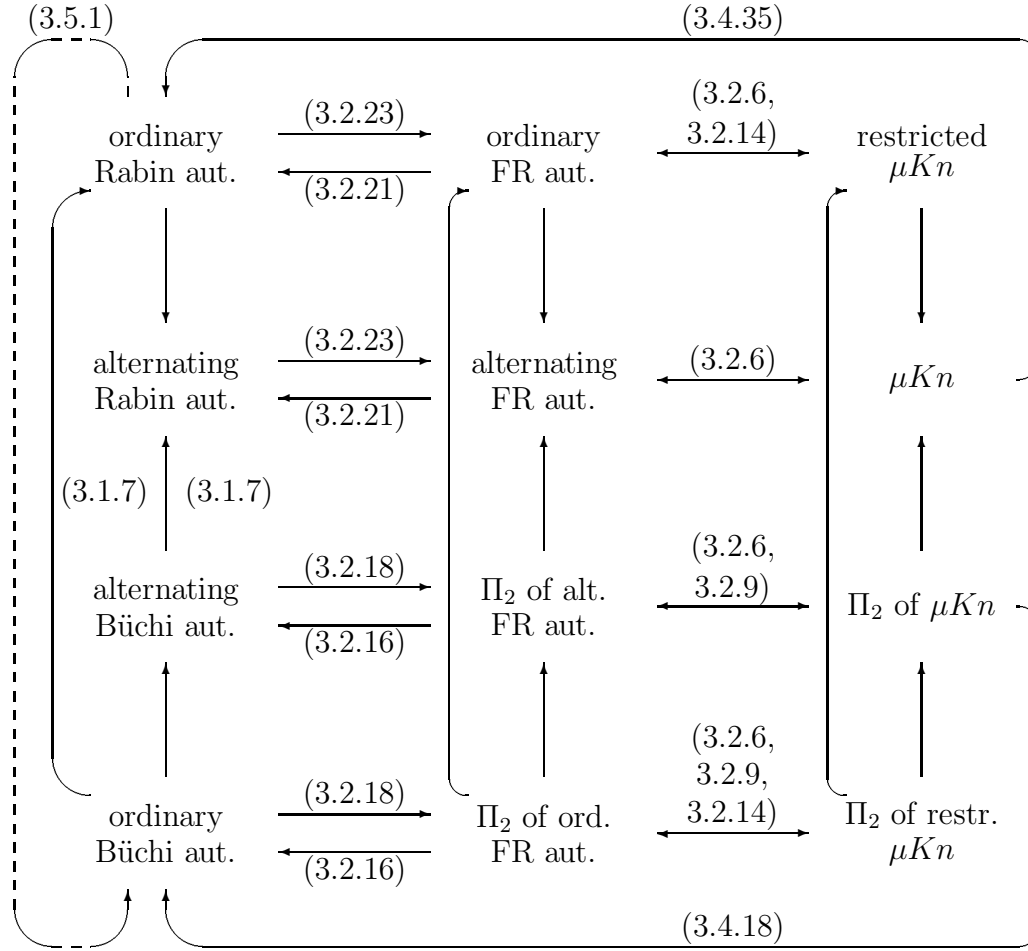 (3.5.1)
(3.4.35)
(3.2.6,
(3.2.23)
3.2.14)
ordinary
Rabin aut.
ordinary
FR aut.
restricted
μKn
(3.2.21)
(3.2.23)
alternating
Rabin aut.
alternating
FR aut.
(3.2.6)
μKn
(3.2.21)
(3.1.7)
(3.1.7)
(3.2.6,
3.2.9)
(3.2.18)
alternating
Büchi aut.
Π₂ of alt.
FR aut.
Π₂ of μKn
(3.2.16)
(3.2.6,
3.2.9,
3.2.14)
(3.2.18)
ordinary
Büchi aut.
Π₂ of ord.
FR aut.
Π₂ of restr.
μKn
(3.2.16)
(3.4.18)